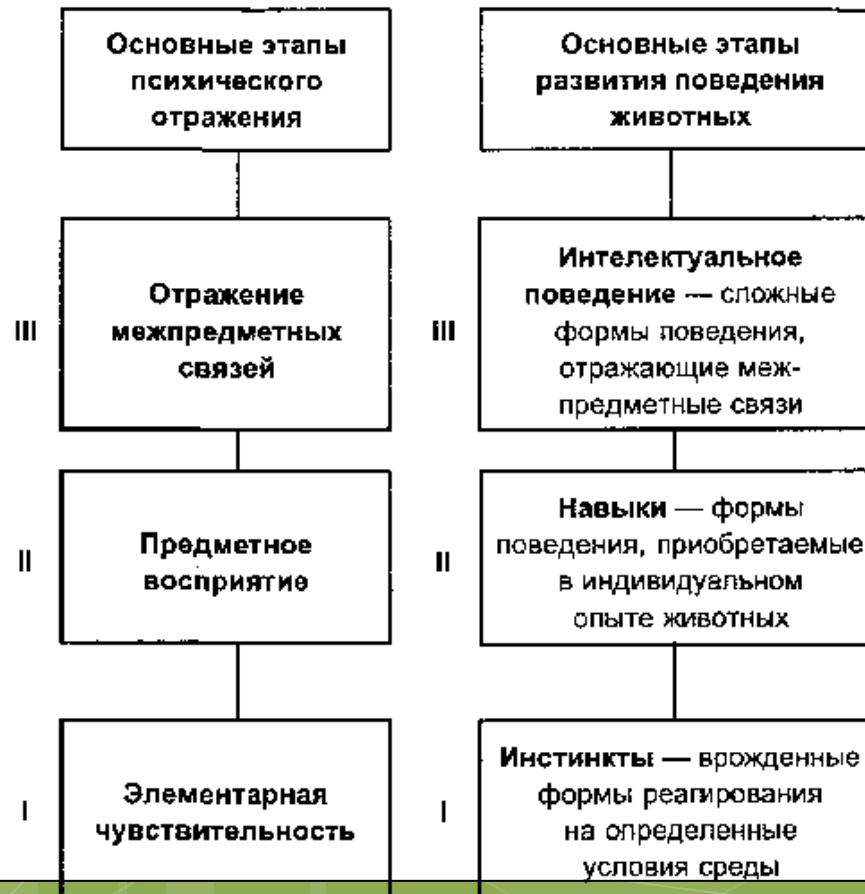 Основные этапы
психического
отражения
Основные этапы
развития поведения
животных
III
Отражение
межпредметных
связей
III
Интелектуальное
поведение — сложные
формы поведения,
отражающие меж-
предметные связи
II
Предметное
восприятие
II
Навыки — формы
поведения, приобретаемые
в индивидуальном
опыте животных
I
Элементарная
чувствительность
I
Инстинкты — врожденные
формы реагирования
на определенные
условия среды